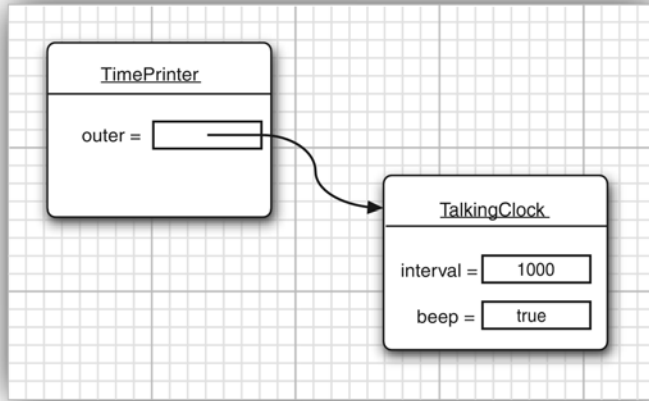 TimePrinter
outer =
TalkingClock
interval = 1000
beep = true